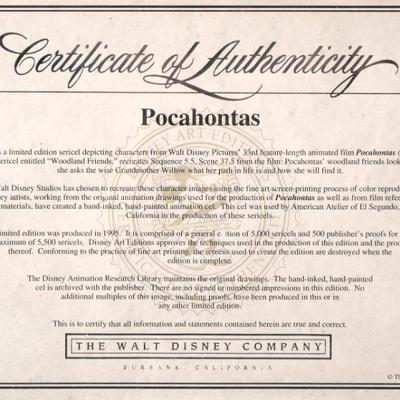 Certificate of Authenticity
Pocahontas
s a limited edition sericel depicting characters from Walt Disney Pictures' 33rd feature-length animated film Pocahontas (
ericel entitled "Woodland Friends," recreates Sequence 5.5, Scene 37.5 from the film: Pocahontas' woodland friends look
she asks the wise Grandmother Willow what her path in life is and how she will find it.
alt Disney Studios has chosen to recreate these character images using the fine art screen-printing process of color reprodu
ey artists, working from the original animation drawings used for the production of Pocahontas as well as from film refer
materials, have created a hand-inked, hand-painted animation cel. This cel was used by American Atelier of El Segundo,
California in the production of these sericels.
imited edition was produced in 1995. It is comprised of a general e ition of 5,000 sericels and 500 publisher's proofs for
aximum of 5,500 sericels. Disney Art Editions approves the techniques used in the production of this edition and the prod
thereof. Conforming to the practice of fine art printing, the screens used to create the edition are destroyed when the
edition is complete.
The Disney Animation Research Library maintains the original drawings. The hand-inked, hand-painted
cel is archived with the publisher. There are no signed or numbered impressions in this edition. No
additional multiples of this image, including proofs, have been produced in this or in
any other limited edition.
This is to certify that all information and statements contained herein are true and correct.
THE WALT DISNEY COMPANY
BURBANK, CALIFORNIA
© Th